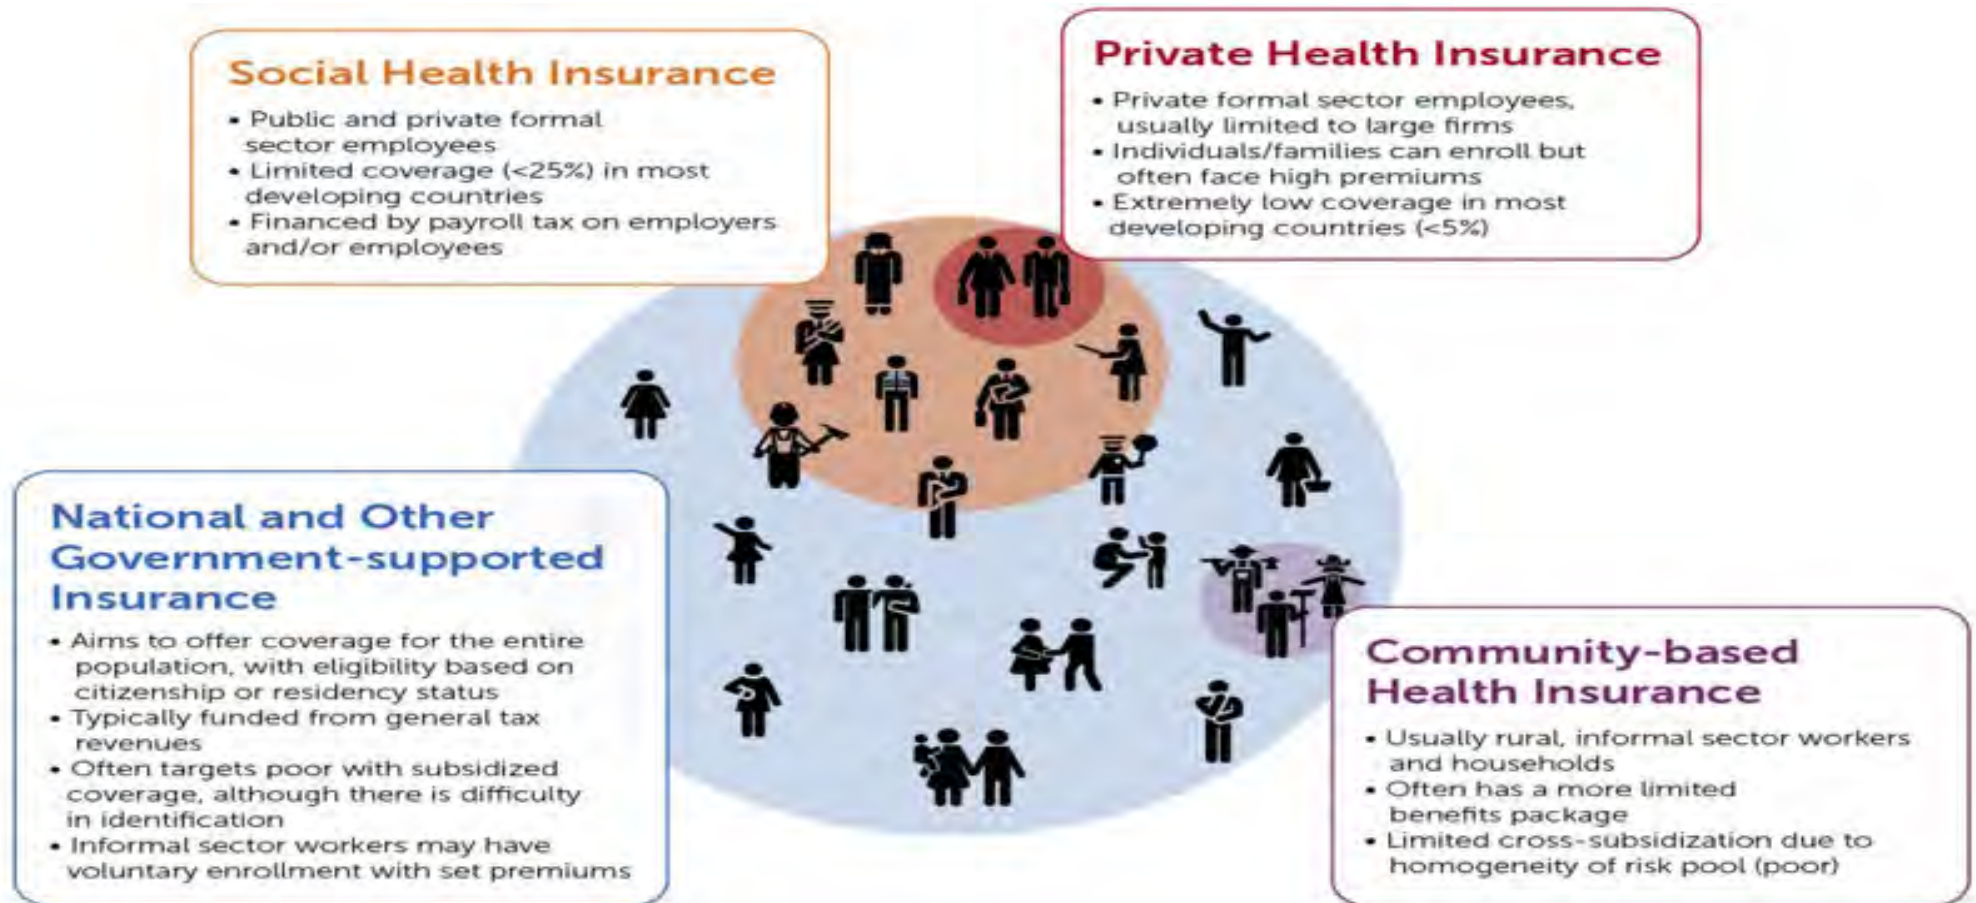 Social Health Insurance
• Public and private formal
sector employees
• Limited coverage (<25%) in most
developing countries
• Financed by payroll tax on employers
and/or employees
Private Health Insurance
• Private formal sector employees,
usually limited to large firms
• Individuals/families can enroll but
often face high premiums
• Extremely low coverage in most
developing countries (<5%)
National and Other
Government-supported
Insurance
• Aims to offer coverage for the entire
population, with eligibility based on
citizenship or residency status
• Typically funded from general tax
revenues
• Often targets poor with subsidized
coverage, although there is difficulty
in identification
• Informal sector workers may have
voluntary enrollment with set premiums
Community-based
Health Insurance
• Usually rural, informal sector workers
and households
• Often has a more limited
benefits package
• Limited cross-subsidization due to
homogeneity of risk pool (poor)